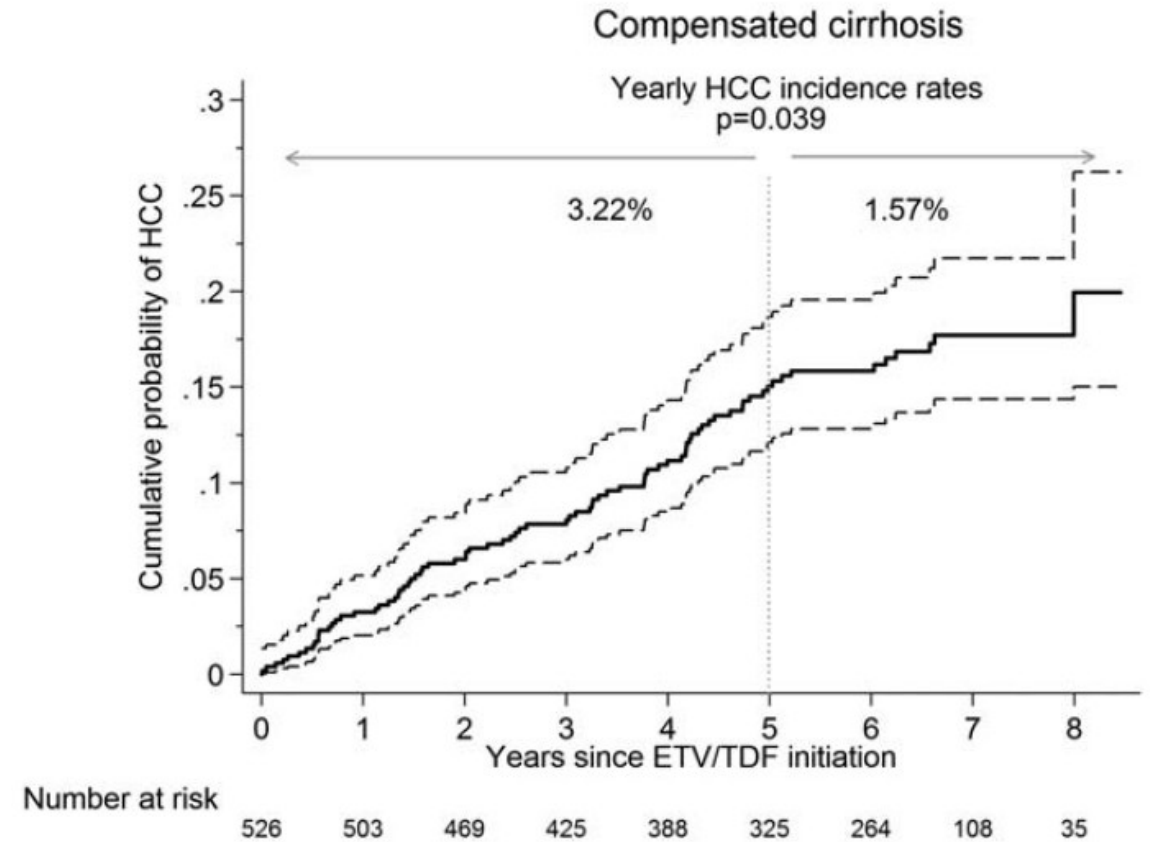 Compensated cirrhosis
Yearly HCC incidence rates
p=0.039
3.22%
1.57%
Cumulative probability of HCC
.3
.25
.2
.15
.1
.05
0
0 1 2 3 4 5 6 7 8
Years since ETV/TDF initiation
Number at risk
526 503 469 425 388 325 264 108 35